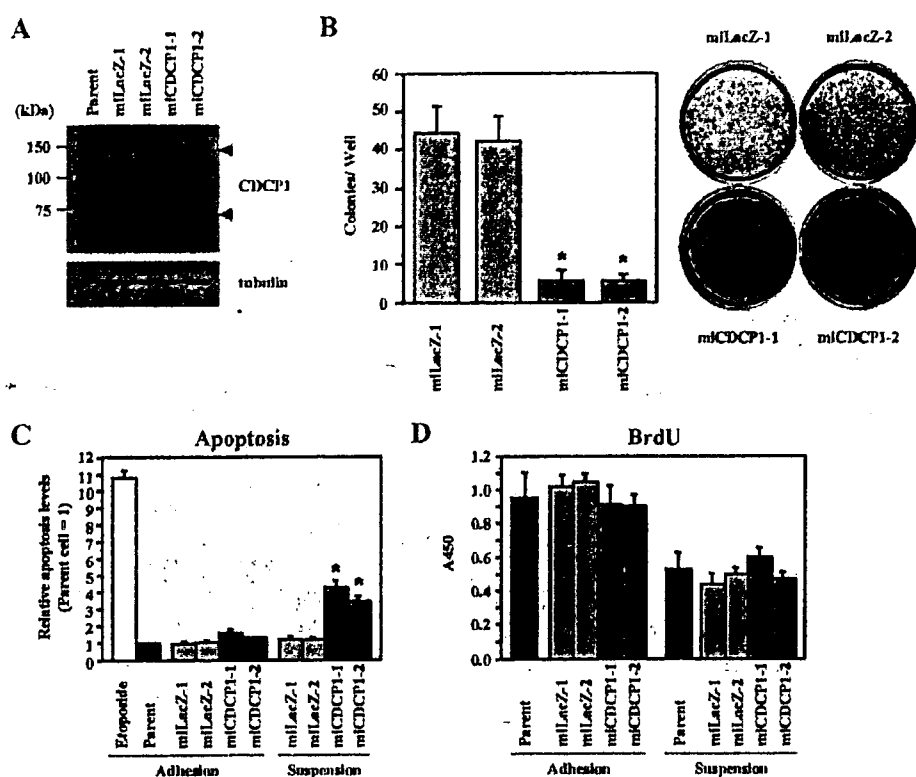 A
Parent
miLacZ-1
miLacZ-2
miCDCP1-1
miCDCP1-2
(kDa)
150
100
75
CDCP1
tubulin
B
Colonies/ Well
60
50
40
30
20
10
0
*
*
miLacZ-1
miLacZ-2
miCDCP1-1
miCDCP1-2
miLacZ-1
miLacZ-2
miCDCP1-1
miCDCP1-2
C
Apoptosis
Relative apoptosis levels
(Parent cell = 1)
12
11
10
9
8
7
6
5
4
3
2
1
0
*
*
Etoposide
Parent
miLacZ-1
miLacZ-2
miCDCP1-1
miCDCP1-2
miLacZ-1
miLacZ-2
miCDCP1-1
miCDCP1-2
Adhesion
Suspension
D
BrdU
A450
1.2
1.0
0.8
0.6
0.4
0.2
0.0
Parent
miLacZ-1
miLacZ-2
miCDCP1-1
miCDCP1-2
Parent
miLacZ-1
miLacZ-2
miCDCP1-1
miCDCP1-2
Adhesion
Suspension